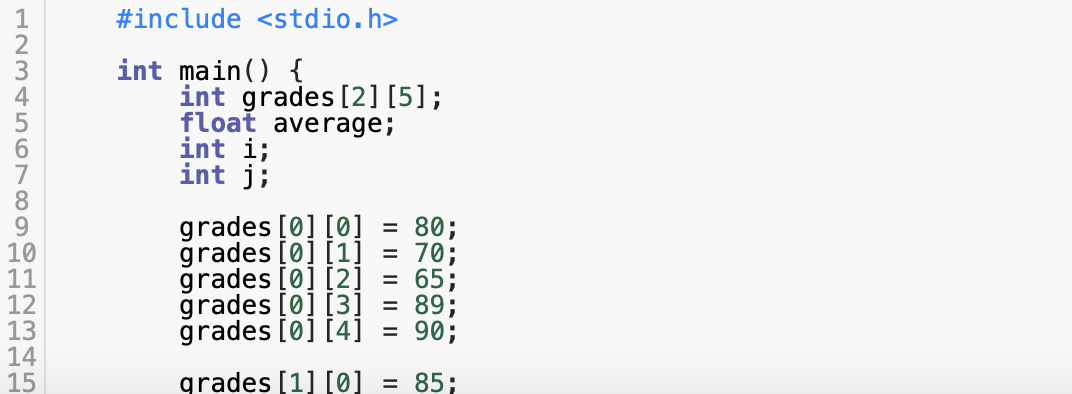 1 #include <stdio.h>
2
3 int main() {
4 int grades[2][5];
5 float average;
6 int i;
7 int j;
8
9 grades[0][0] = 80;
10 grades[0][1] = 70;
11 grades[0][2] = 65;
12 grades[0][3] = 89;
13 grades[0][4] = 90;
14
15 grades[1][0] = 85;